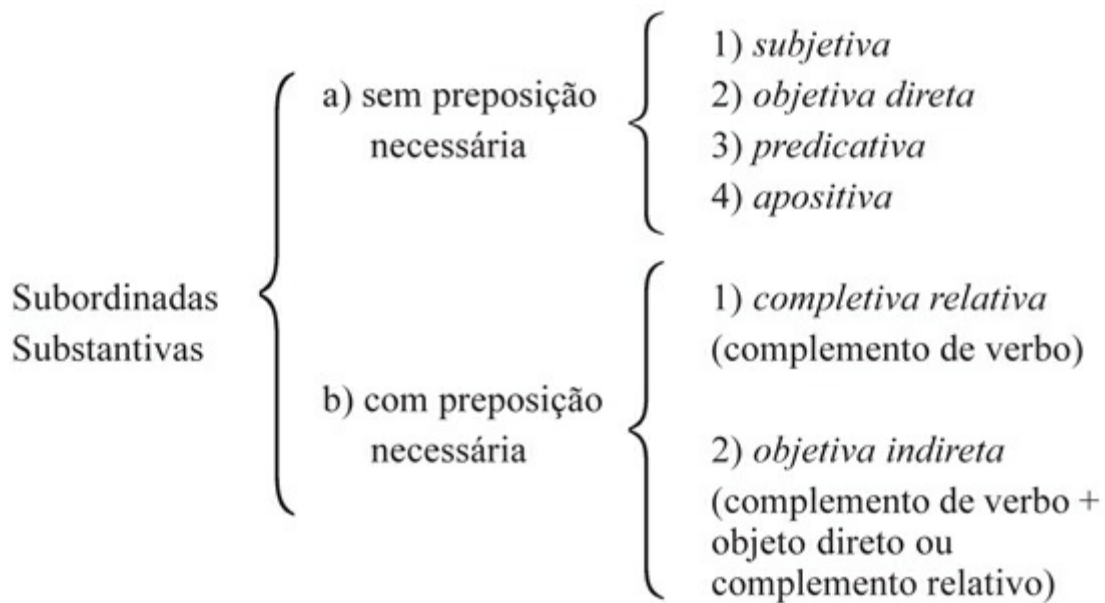 Subordinadas
Substantivas
a) sem preposição
necessária
1) subjetiva
2) objetiva direta
3) predicativa
4) apositiva
b) com preposição
necessária
1) completiva relativa
(complemento de verbo)
2) objetiva indireta
(complemento de verbo +
objeto direto ou
complemento relativo)